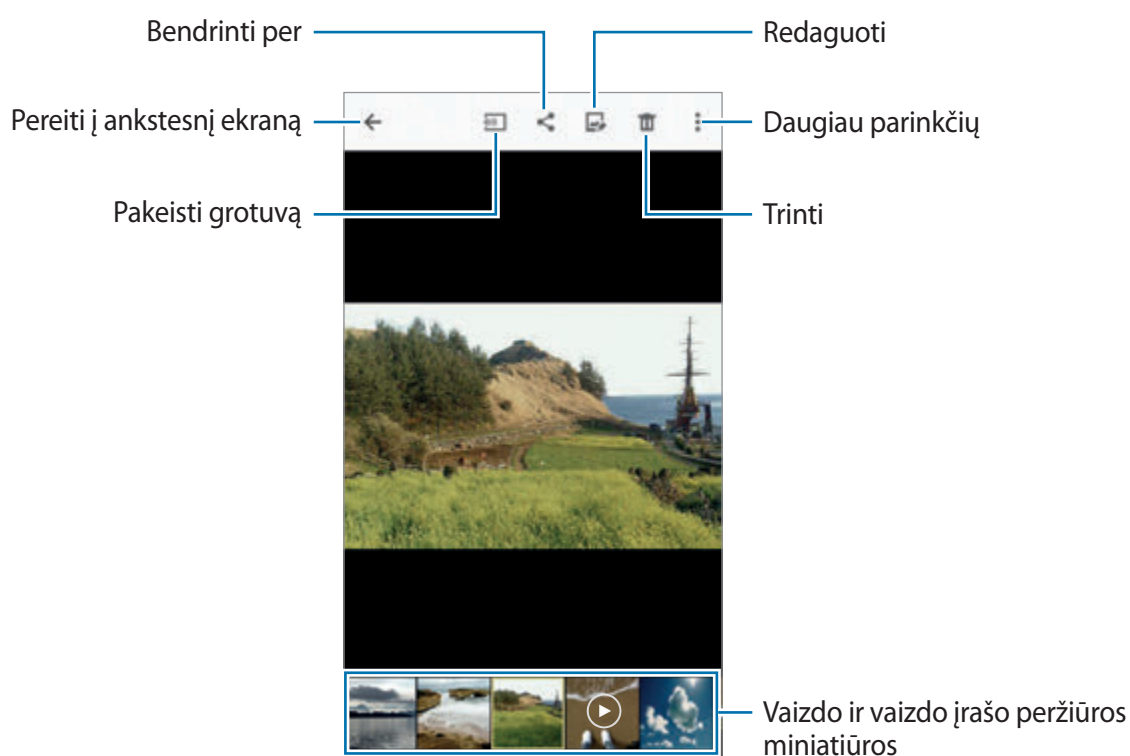 Bendrinti per
Redaguoti
Pereiti į ankstesnį ekraną
Daugiau parinkčių
Pakeisti grotuvą
Trinti
Vaizdo ir vaizdo įrašo peržiūros
miniatiūros